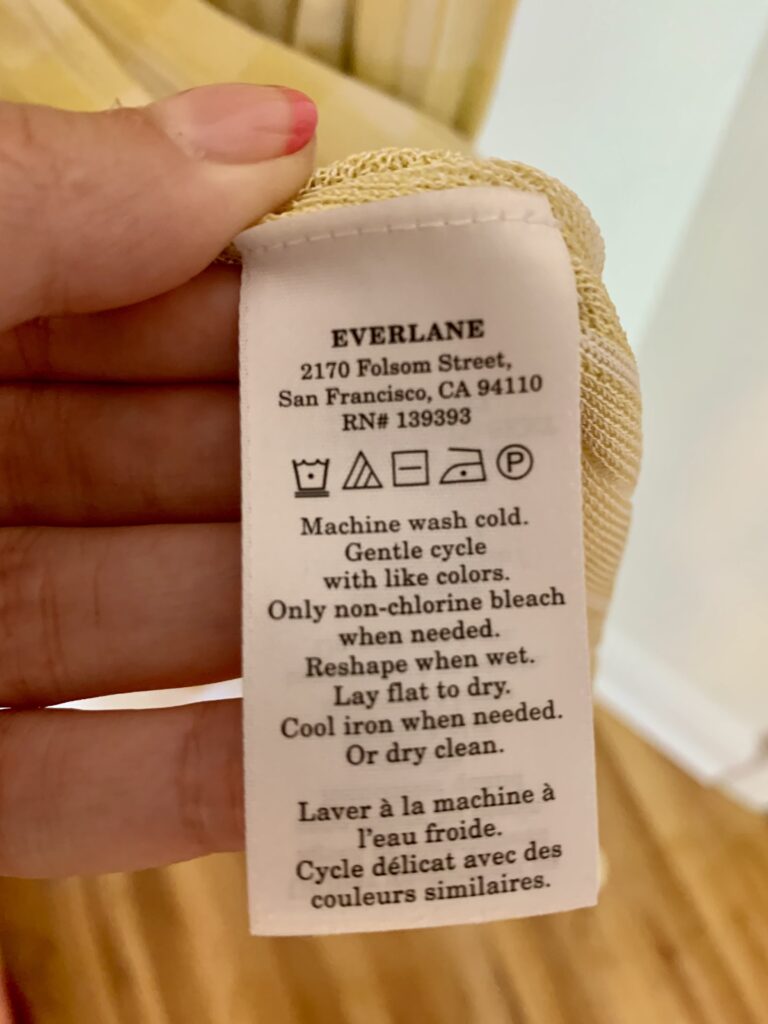 EVERLANE
2170 Folsom Street,
San Francisco, CA 94110
RN# 139393
P
Machine wash cold.
Gentle cycle
with like colors.
Only non-chlorine bleach
when needed.
Reshape when wet.
Lay flat to dry.
Cool iron when needed.
Or dry clean.
Laver à la machine à
l'eau froide.
Cycle délicat avec des
couleurs similaires.